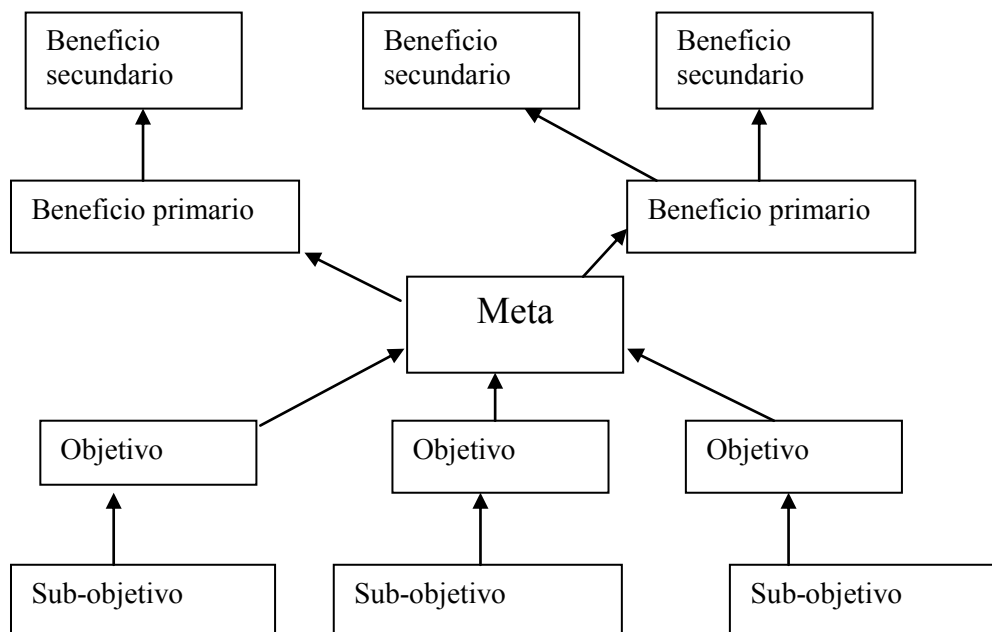 Beneficio
secundario
Beneficio
secundario
Beneficio
secundario
Beneficio primario
Beneficio primario
Meta
Objetivo
Objetivo
Objetivo
Sub-objetivo
Sub-objetivo
Sub-objetivo